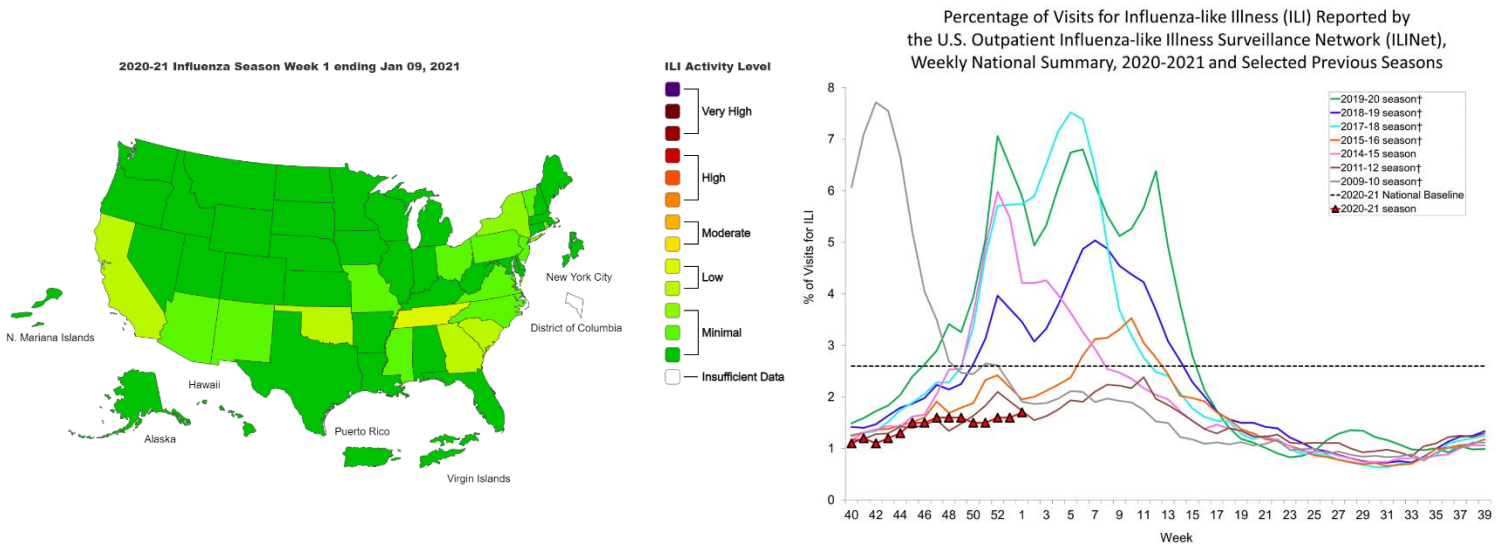 2020-21 Influenza Season Week 1 ending Jan 09, 2021
ILI Activity Level
Very High
High
Moderate
Low
Minimal
Insufficient Data
N. Mariana Islands
Alaska
Hawaii
Puerto Rico
Virgin Islands
New York City
District of Columbia
Percentage of Visits for Influenza-like Illness (ILI) Reported by
the U.S. Outpatient Influenza-like Illness Surveillance Network (ILINet),
Weekly National Summary, 2020-2021 and Selected Previous Seasons
% of Visits for ILI
8
7
6
5
4
3
2
1
0
2019-20 season†
2018-19 season†
2017-18 season†
2015-16 season†
2014-15 season
2011-12 season†
2009-10 season†
2020-21 National Baseline
2020-21 season
40 42 44 46 48 50 52 1 3 5 7 9 11 13 15 17 19 21 23 25 27 29 31 33 35 37 39
Week